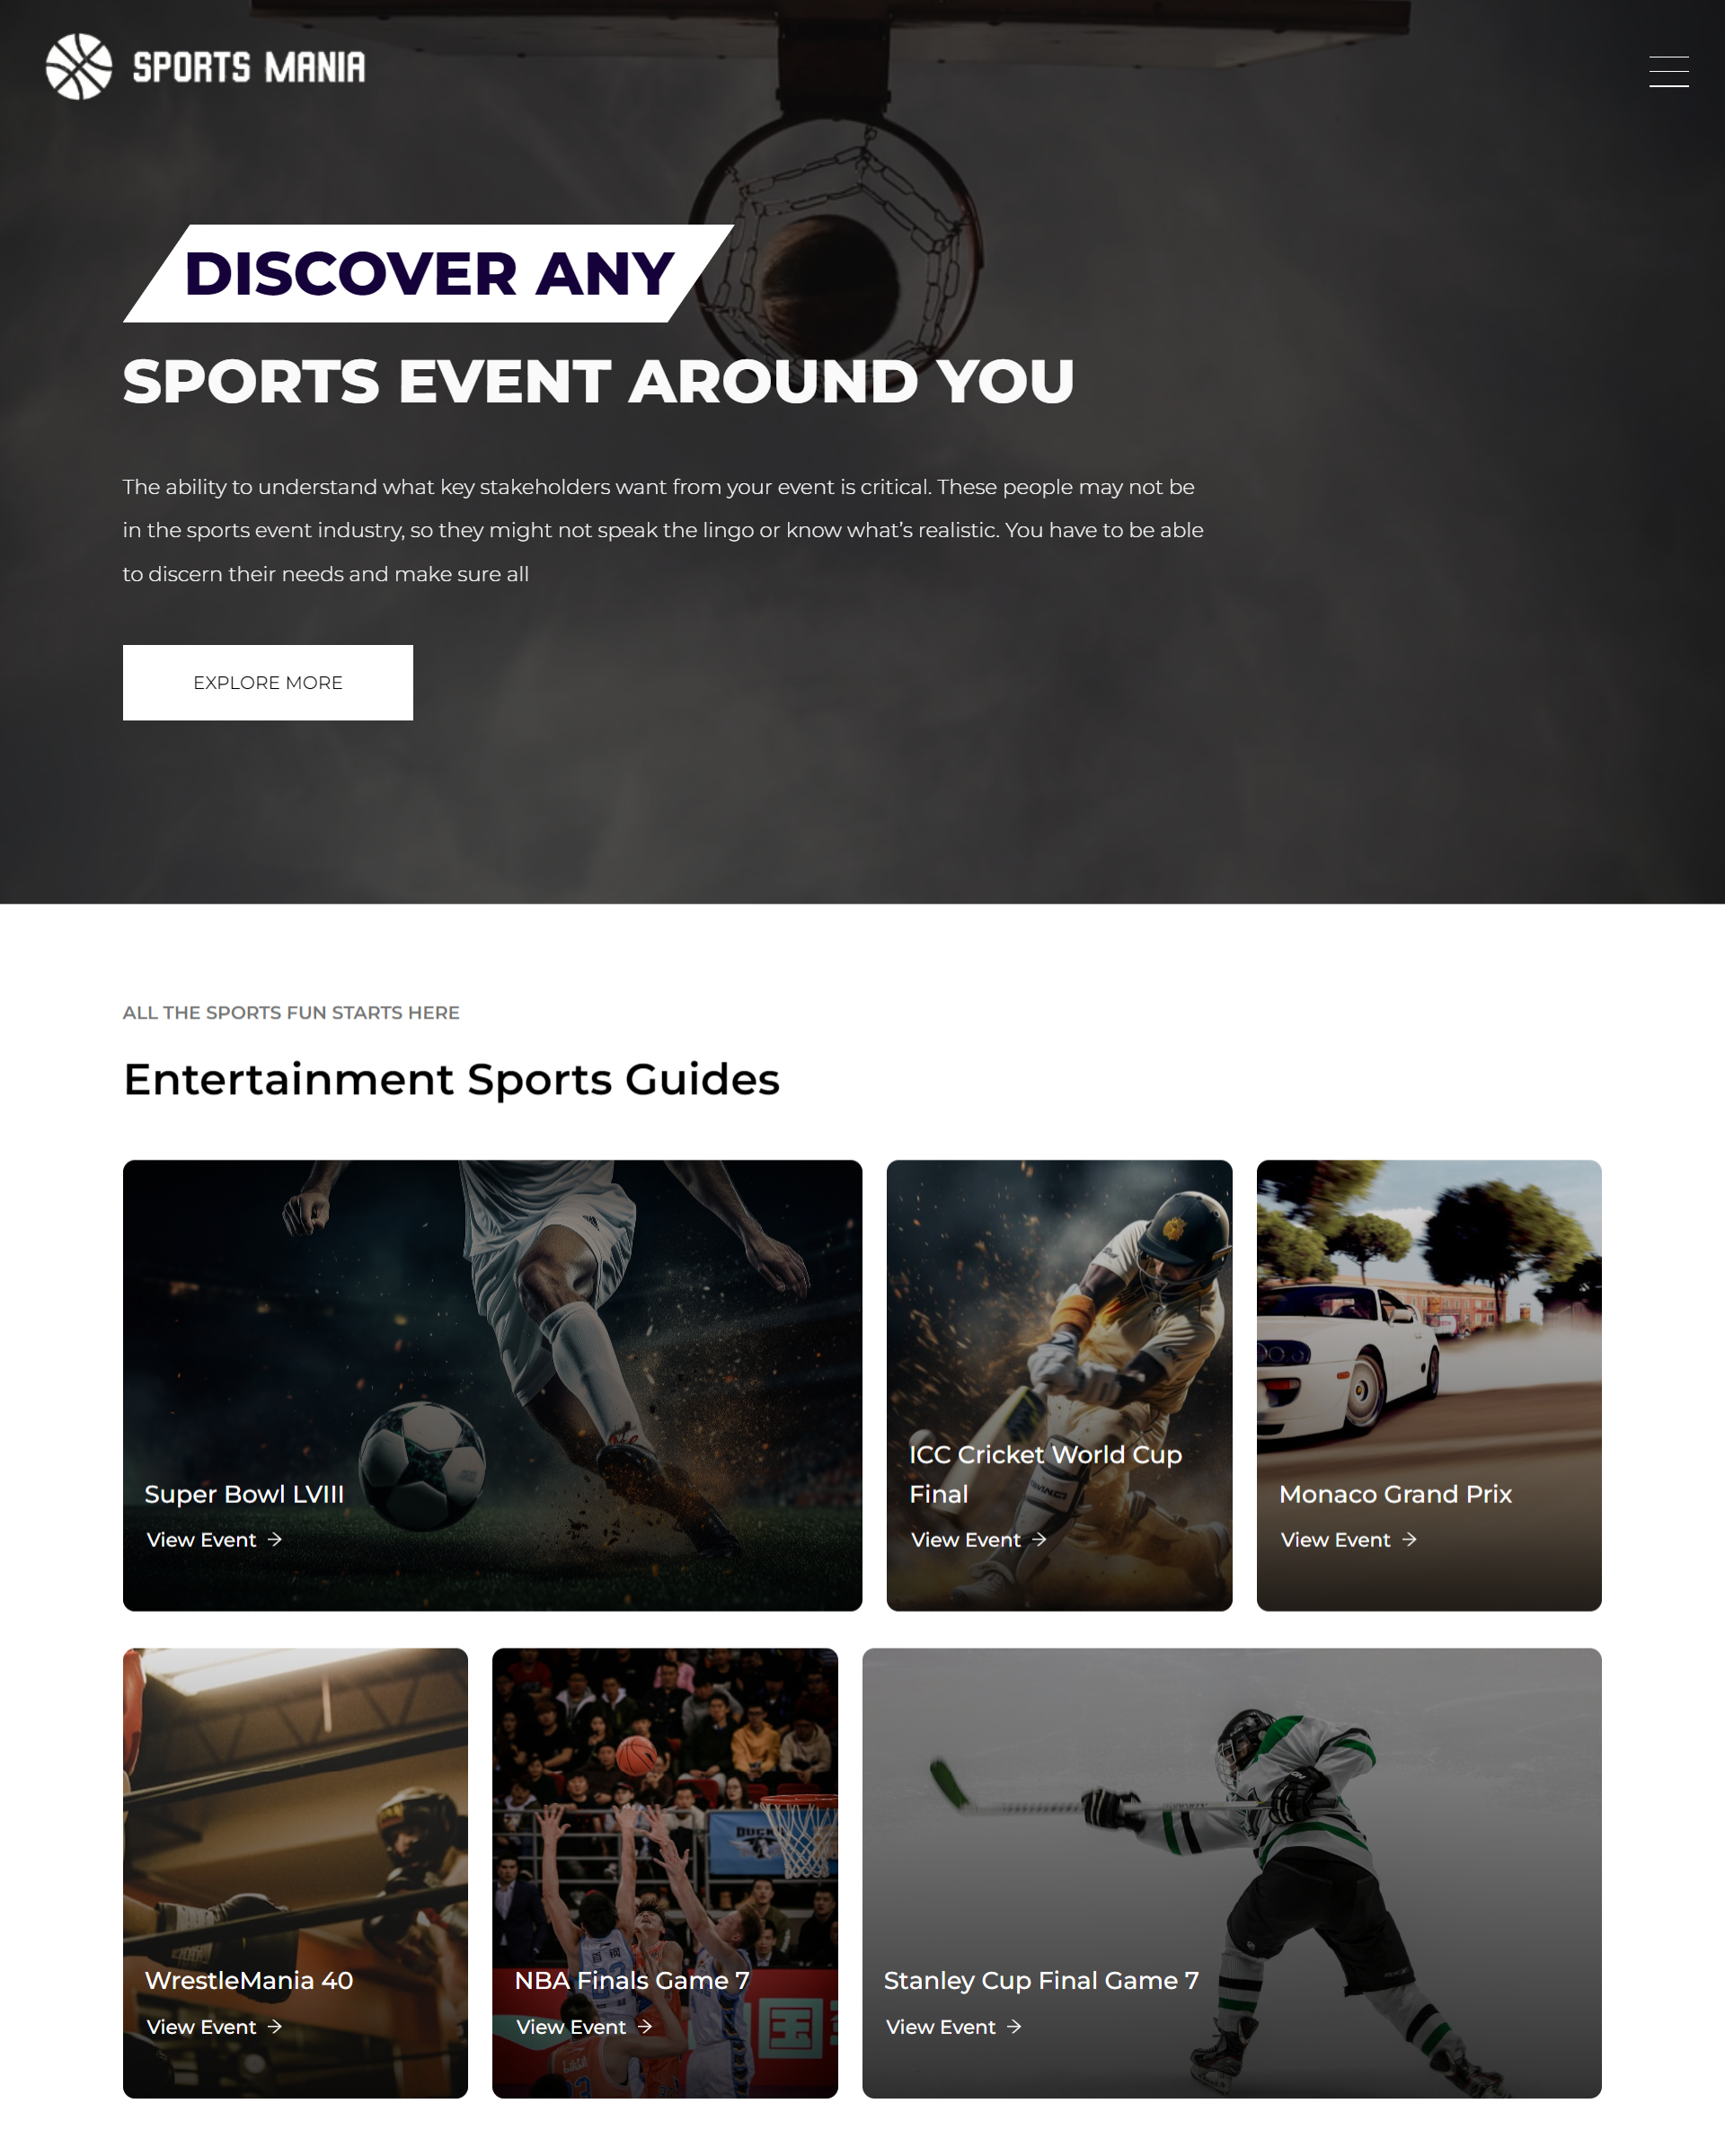 SPORTS MANIA
DISCOVER ANY
SPORTS EVENT AROUND YOU
The ability to understand what key stakeholders want from your event is critical. These people may not be
in the sports event industry, so they might not speak the lingo or know what’s realistic. You have to be able
to discern their needs and make sure all
EXPLORE MORE
ALL THE SPORTS FUN STARTS HERE
Entertainment Sports Guides
Super Bowl LVIII
View Event
ICC Cricket World Cup
Final
View Event
Monaco Grand Prix
View Event
WrestleMania 40
View Event
DUCK
首钢
NBA Finals Game 7
国
View Event
Stanley Cup Final Game 7
View Event